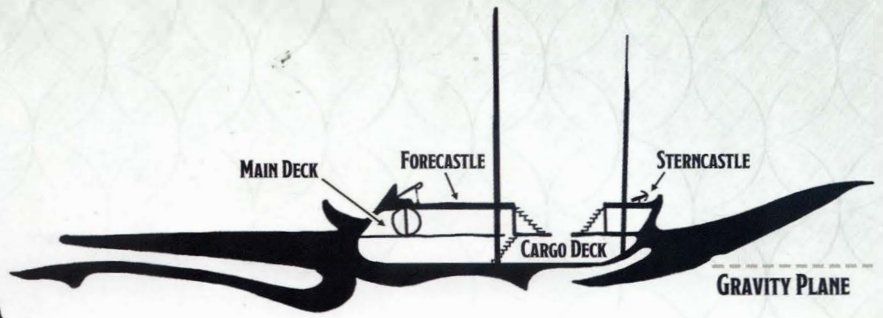 FORECASTLE
STERNCASTLE
MAIN DECK
CARGO DECK
GRAVITY PLANE